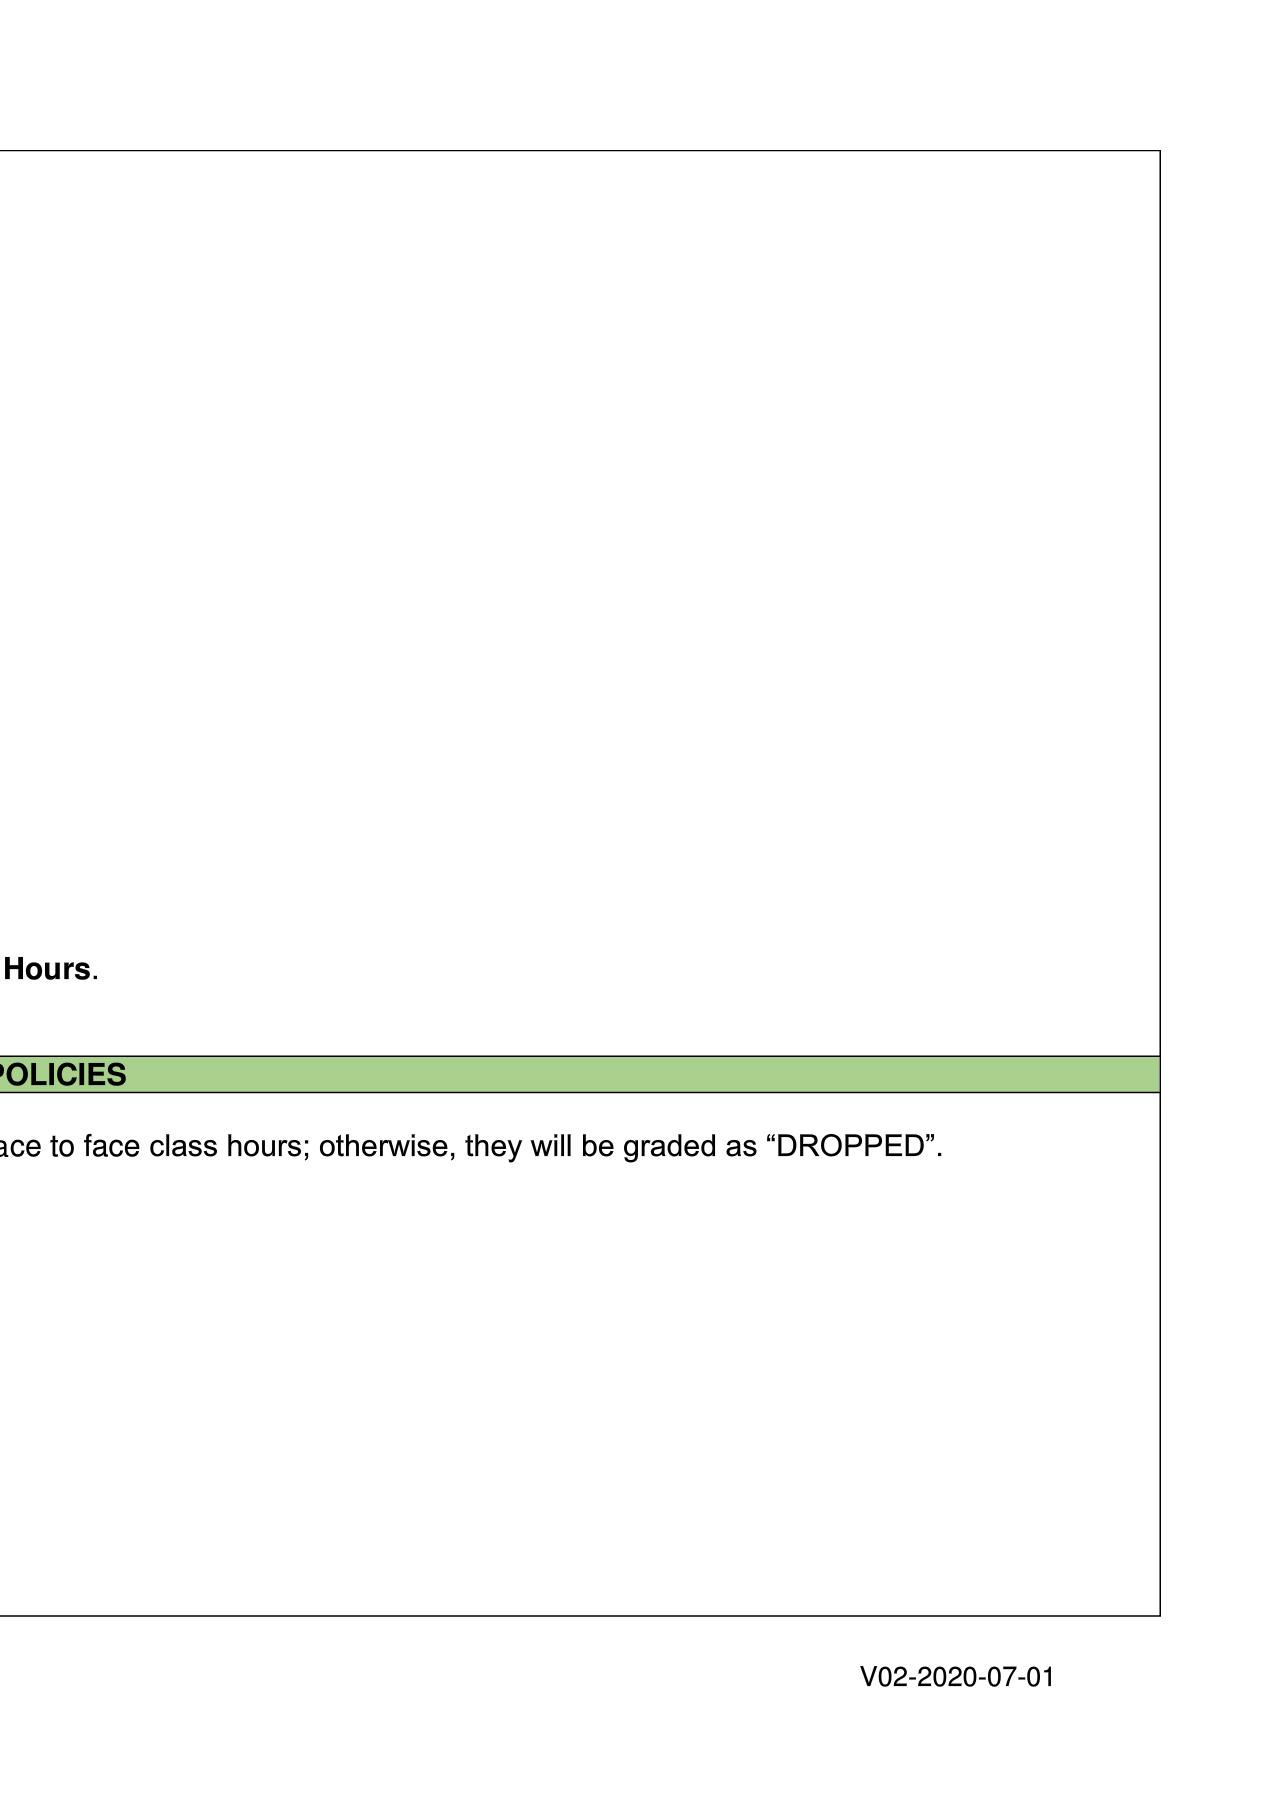 Hours.
POLICIES
ace to face class hours; otherwise, they will be graded as “DROPPED”.
V02-2020-07-01